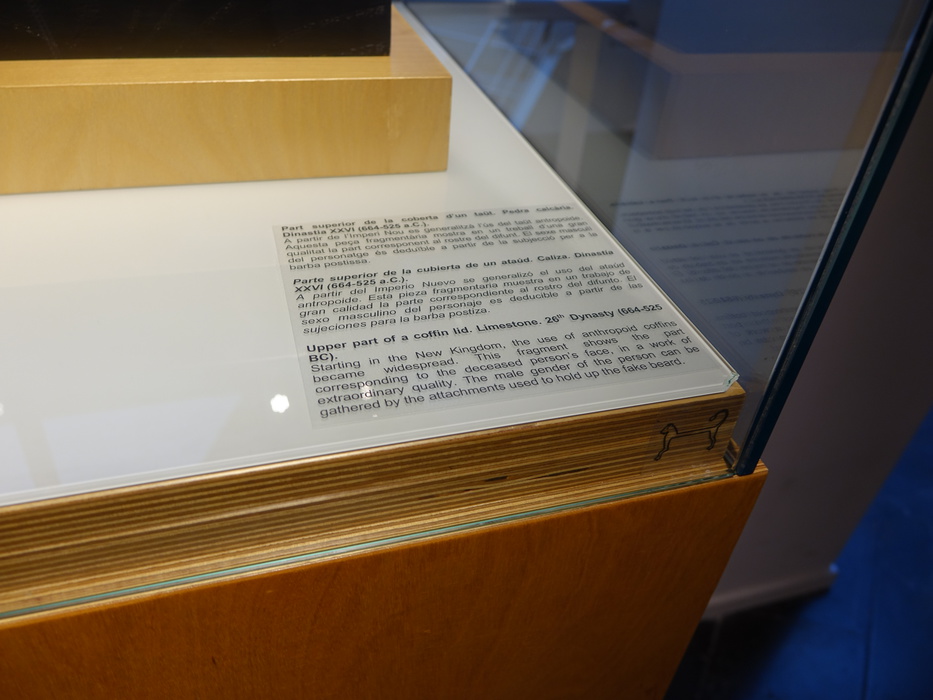 Part superior de la coberta d'un taüt. Pedra calcària.
Dinastia XXVI (664-525 a.C.).
A partir de l'Imperi Nou es generalitzà l'ús del taüt antropoide.
Aquesta peça fragmentària mostra en un treball d'una gran
qualitat la part corresponent al rostre del difunt. El sexe masculí
del personatge és deduïble a partir de la subjecció per a la
barba postissa.
Parte superior de la cubierta de un ataúd. Caliza. Dinastía
XXVI (664-525 a.C.).
A partir del Imperio Nuevo se generalizó el uso del ataúd
antropoide. Esta pieza fragmentaria muestra en un trabajo de
gran calidad la parte correspondiente al rostro del difunto. El
sexo masculino del personaje es deducible a partir de las
sujeciones para la barba postiza.
Upper part of a coffin lid. Limestone. 26th Dynasty (664-525
BC).
Starting in the New Kingdom, the use of anthropoid coffins
became widespread. This fragment shows the part
corresponding to the deceased person's face, in a work of
extraordinary quality. The male gender of the person can be
gathered by the attachments used to hold up the fake beard.